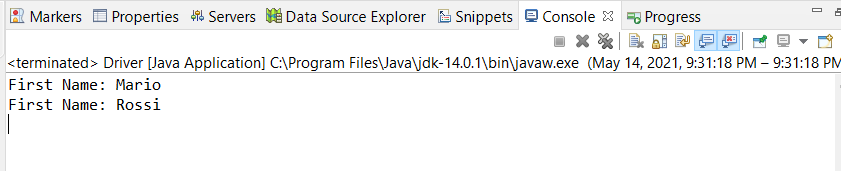 Markers Properties Servers Data Source Explorer Snippets Console Progress
<terminated> Driver [Java Application] C:\Program Files\Java\jdk-14.0.1\bin\javaw.exe (May 14, 2021, 9:31:18 PM – 9:31:18 PM
First Name: Mario
First Name: Rossi